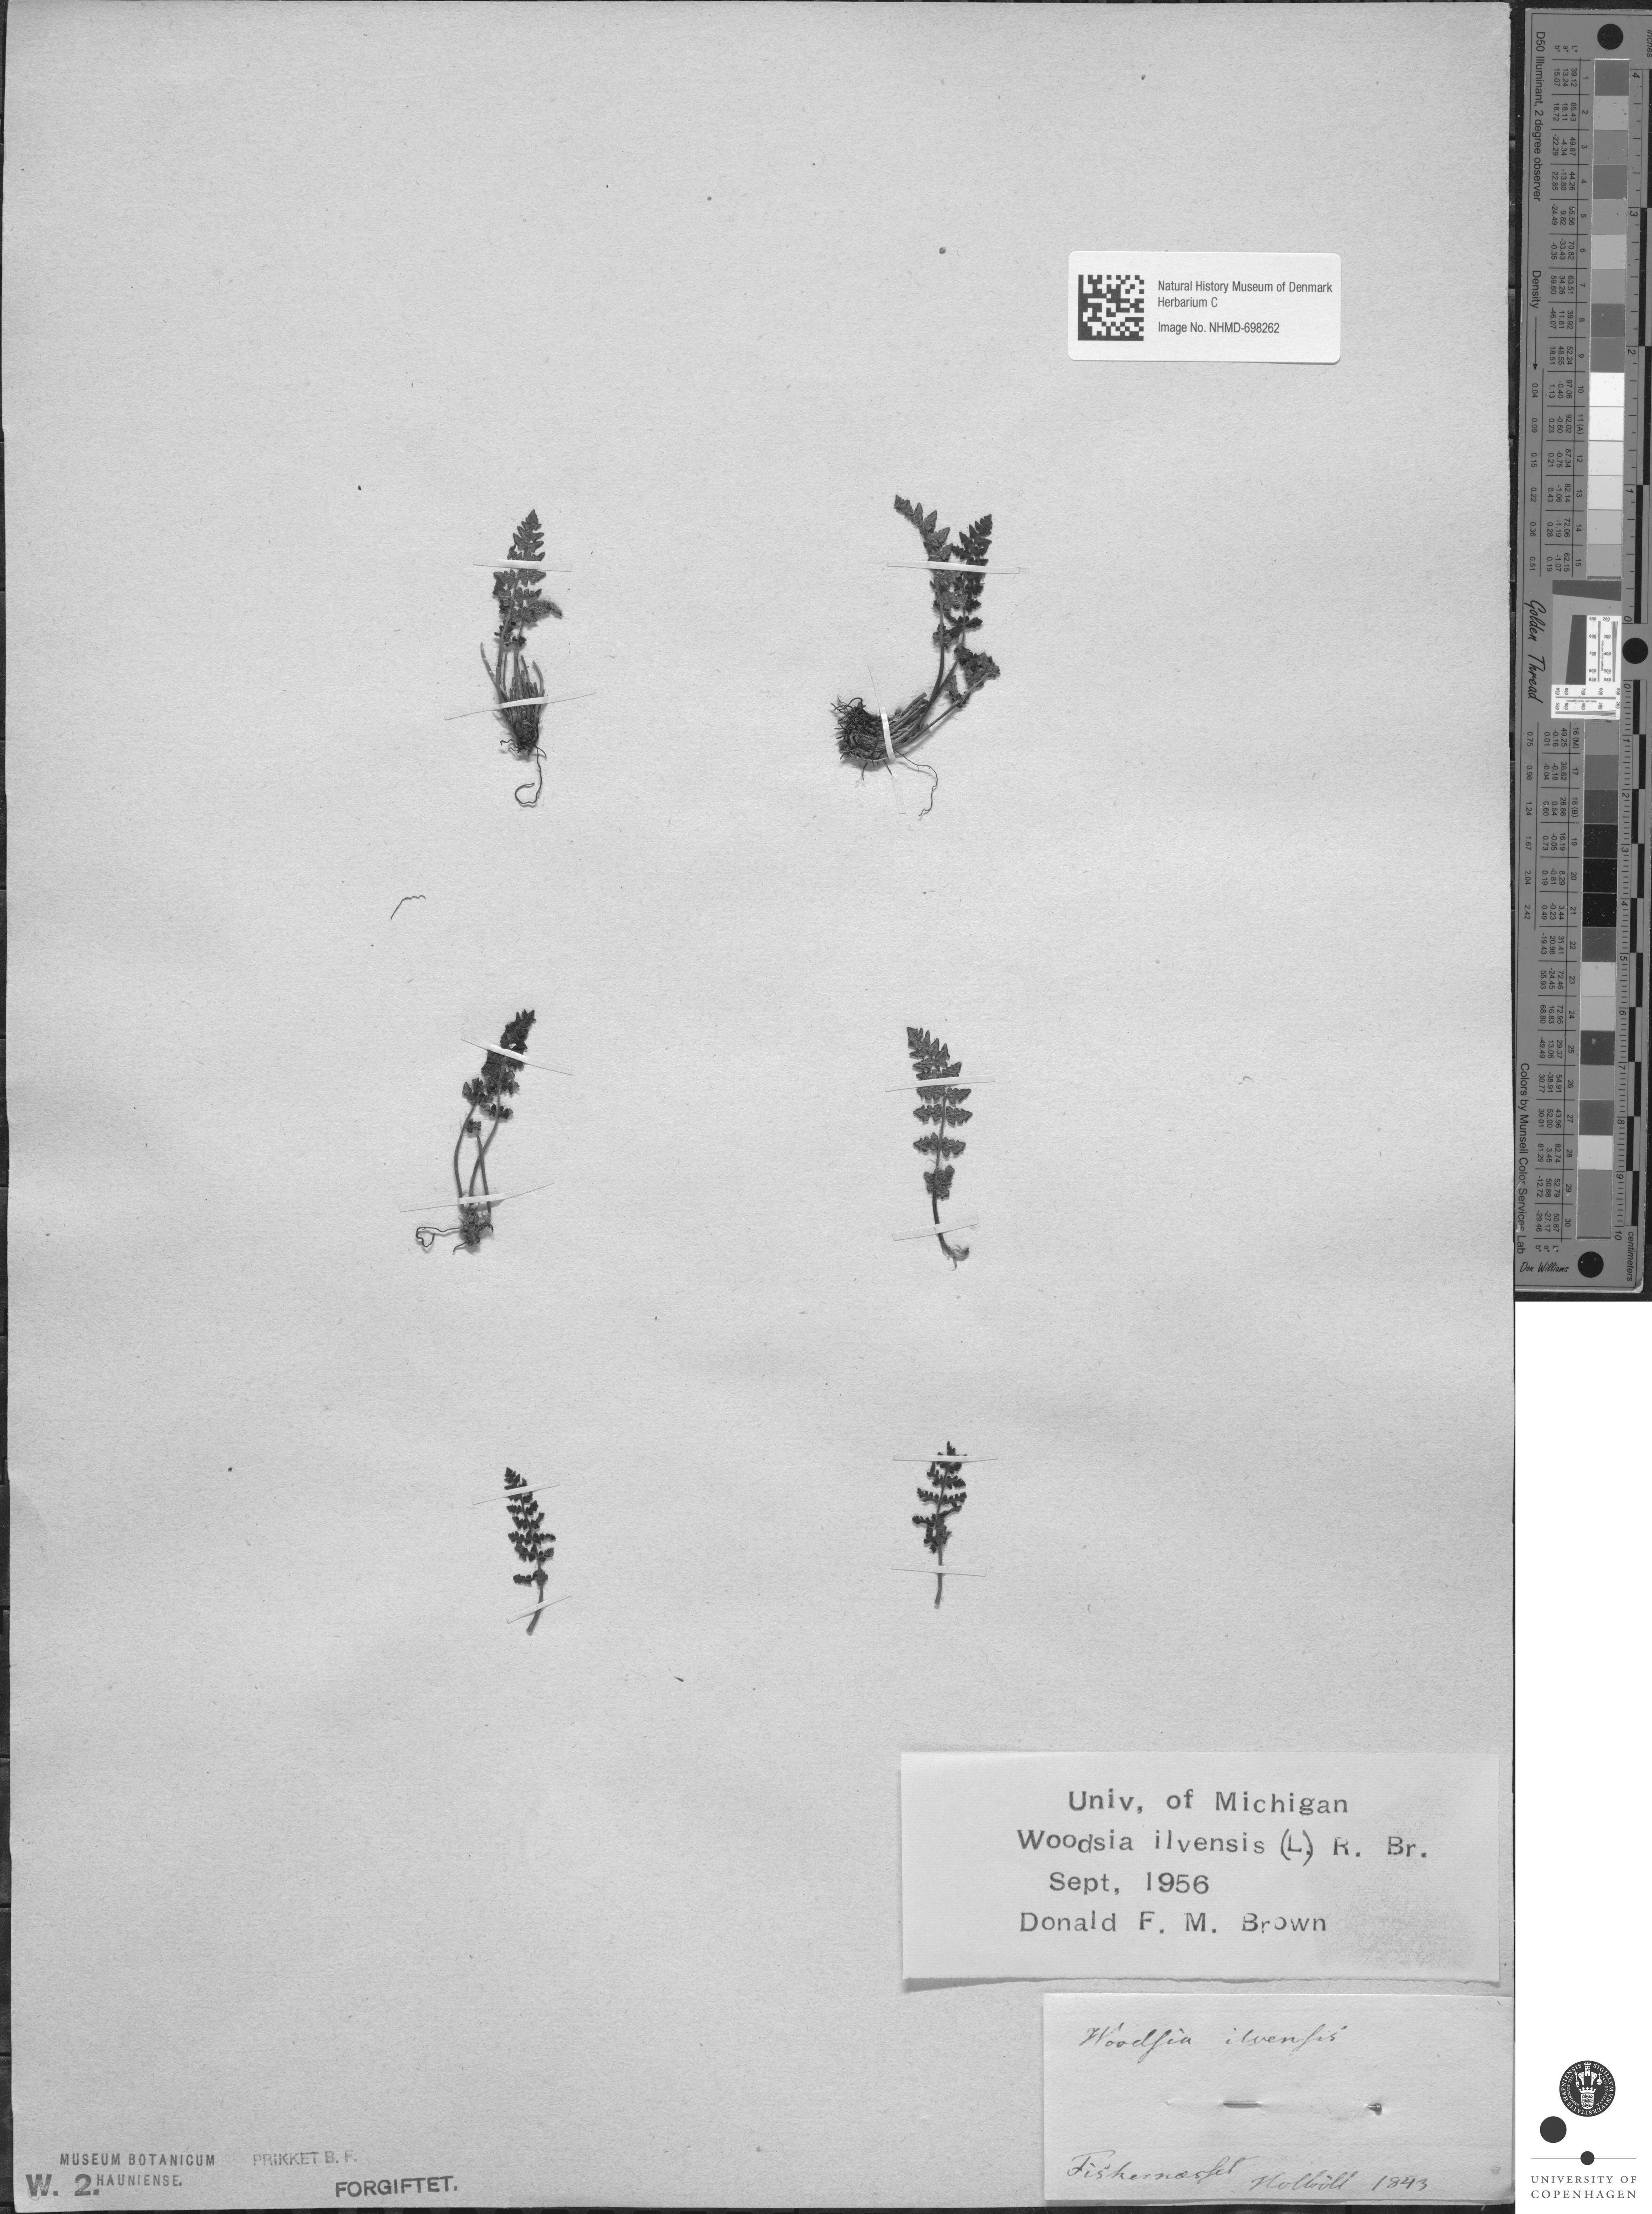 Natural History Museum of Denmark
Herbarium C
Image No. NHMD-698262
Univ, of Michigan
Woodsia ilvensis (L.) R. Br.
Sept, 1956
Donald F. M. Brown
Woodsia ilvensis
Fiskernæsset
Holböll 1843
MUSEUM BOTANICUM
HAUNIENSE.
W. 2.
PRIKKET B. F.
FORGIFTET.
D50 Illuminant, 2 degree observer
Density
Golden Thread
Colors by Munsell Color Services Lab
Don Williams
inches
centimeters
UNIVERSITY OF
COPENHAGEN